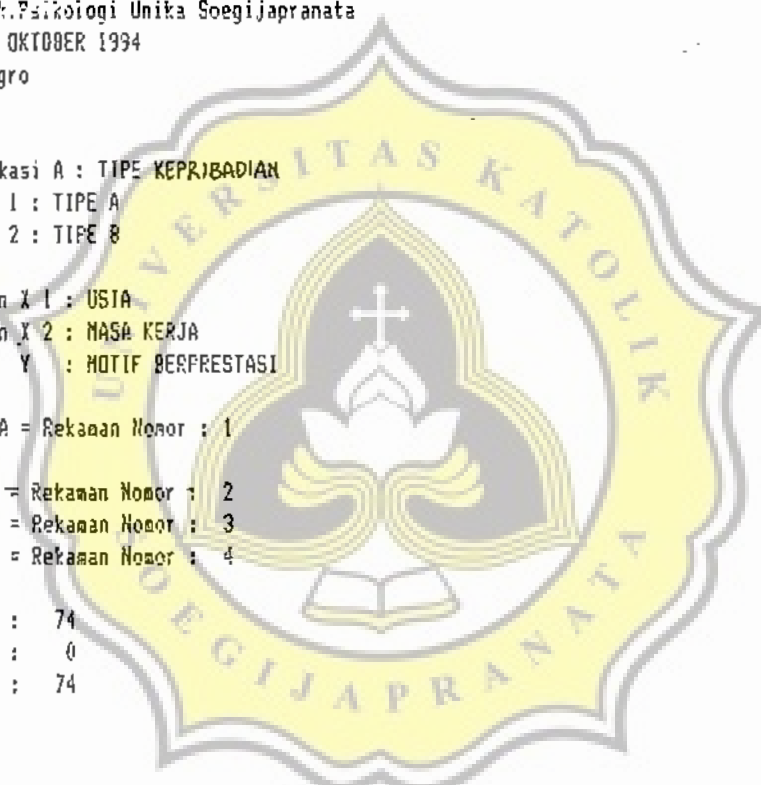 k.Psikologi Unika Soegijapranata
OKTOBER 1994
gro
kasi A : TIPE KEPRIBADIAN
1 : TIPE A
2 : TIPE B
n X 1 : USIA
n X 2 : MASA KERJA
Y : MOTIF BERPRESTASI
A = Rekaman Nomor : 1
= Rekaman Nomor : 2
= Rekaman Nomor : 3
= Rekaman Nomor : 4
: 74
: 0
: 74
UNIVERSITAS KATOLIK
SOEGIJAPRANATA